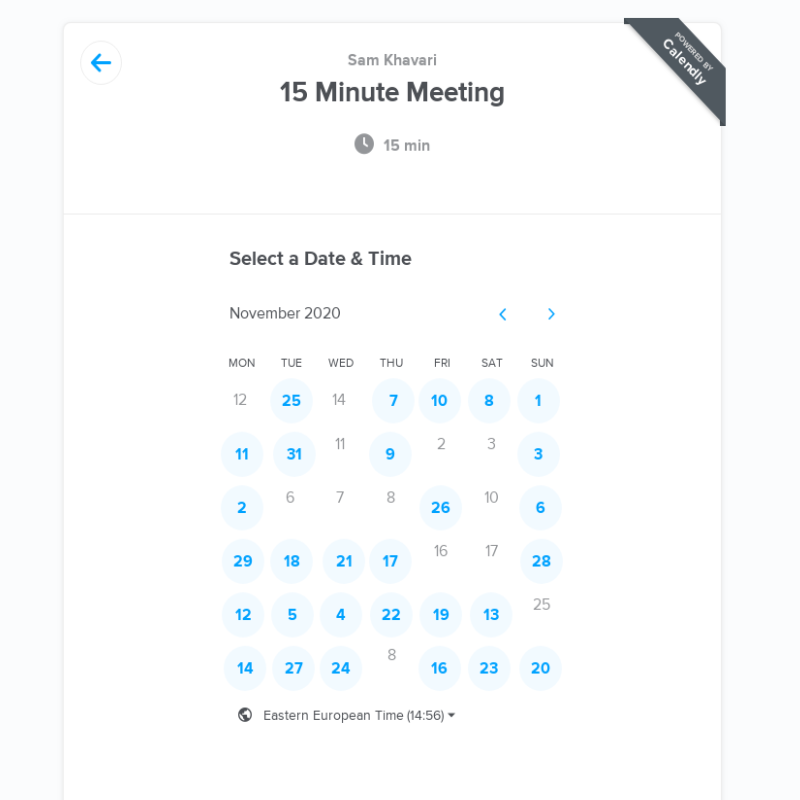 POWERED BY
Calendly
Sam Khavari
15 Minute Meeting
15 min
Select a Date & Time
November 2020
MON TUE WED THU FRI SAT SUN
12 25 14 7 10 8 1
11 31 11 9 2 3 3
2 6 7 8 26 10 6
29 18 21 17 16 17 28
12 5 4 22 19 13 25
14 27 24 8 16 23 20
Eastern European Time (14:56)